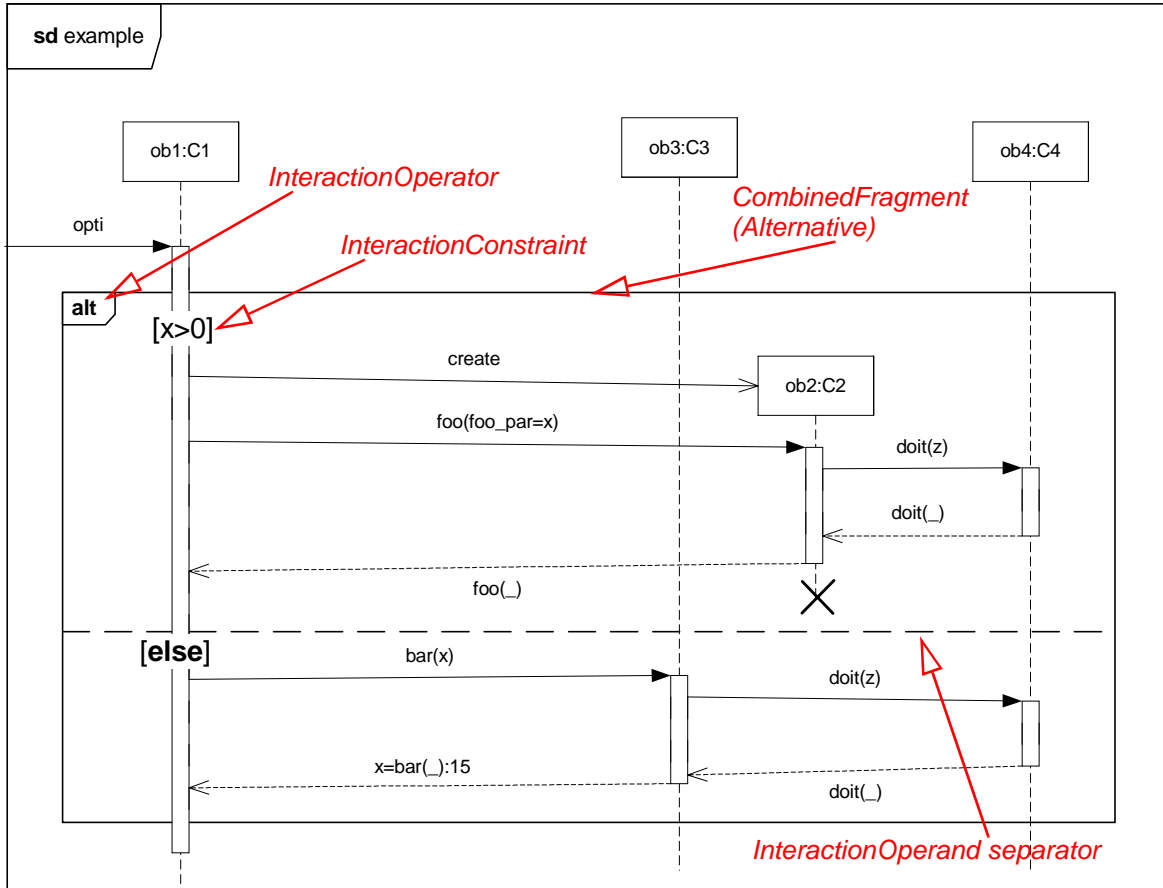 sd example
ob1:C1
ob3:C3
ob4:C4
InteractionOperator
CombinedFragment
(Alternative)
opti
InteractionConstraint
alt
[x>0]
create
ob2:C2
foo(foo_par=x)
doit(z)
doit(_)
foo(_)
[else]
bar(x)
doit(z)
x=bar(_):15
doit(_)
InteractionOperand separator